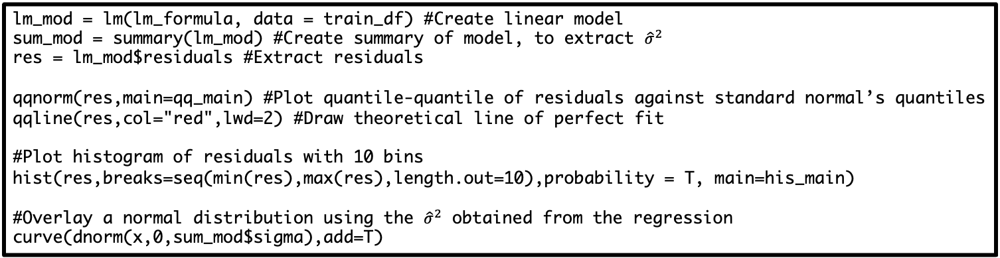 lm_mod = lm(lm_formula, data = train_df) #Create linear model
sum_mod = summary(lm_mod) #Create summary of model, to extract σ̂²
res = lm_mod$residuals #Extract residuals
qqnorm(res,main=qq_main) #Plot quantile-quantile of residuals against standard normal’s quantiles
qqline(res,col="red",lwd=2) #Draw theoretical line of perfect fit
#Plot histogram of residuals with 10 bins
hist(res,breaks=seq(min(res),max(res),length.out=10),probability = T, main=his_main)
#Overlay a normal distribution using the σ̂² obtained from the regression
curve(dnorm(x,0,sum_mod$sigma),add=T)